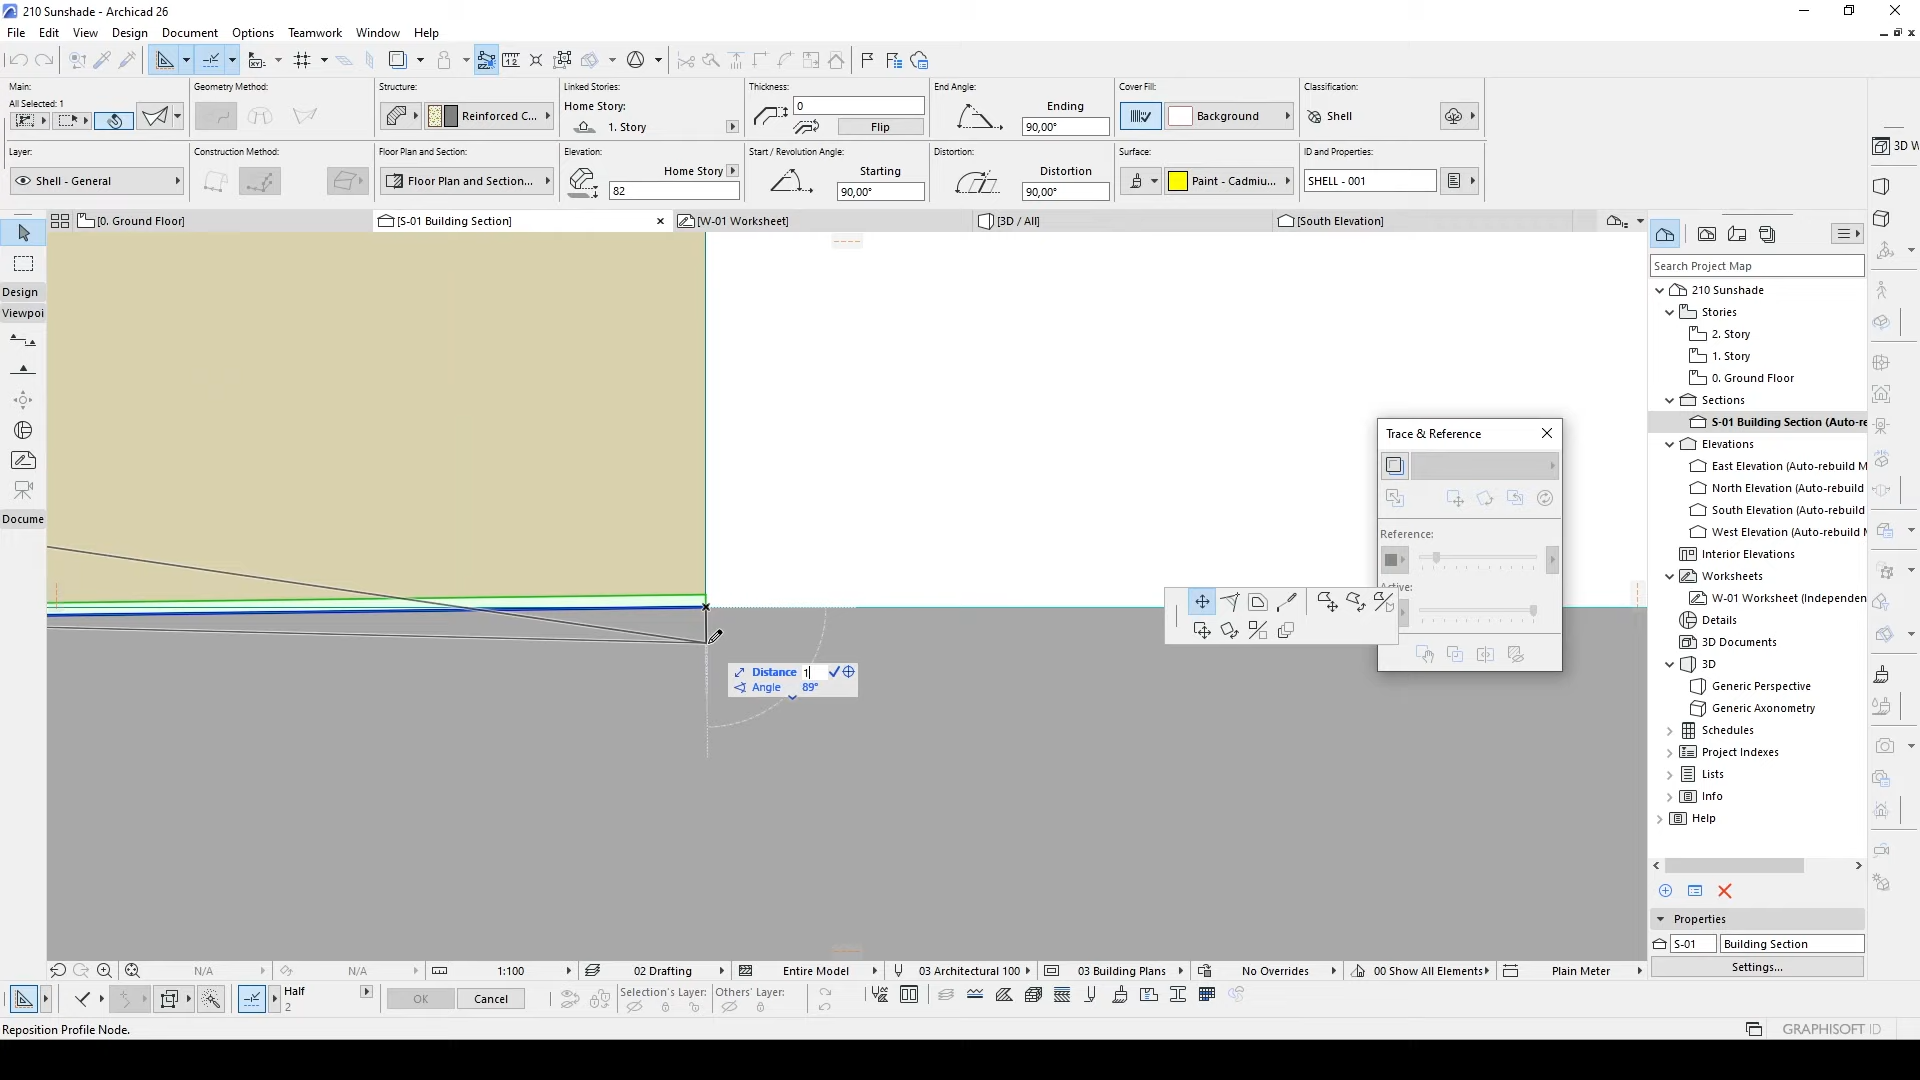 210 Sunshade - Archicad 26
File Edit View Design Document Options Teamwork Window Help
Main:
All Selected: 1
Geometry Method:
Structure:
Reinforced C...
Linked Stories:
Home Story:
1. Story
Thickness:
0
Flip
End Angle:
Ending
90,00°
Cover Fill:
Background
Classification:
Shell
Layer:
Shell - General
Construction Method:
Floor Plan and Section:
Floor Plan and Section...
Elevation:
Home Story
82
Start / Revolution Angle:
Starting
90,00°
Distortion:
Distortion
90,00°
Surface:
Paint - Cadmiu...
ID and Properties:
SHELL - 001
3D W
[0. Ground Floor]
[S-01 Building Section]
[W-01 Worksheet]
[3D / All]
[South Elevation]
Design
Viewpoi
Docume
Search Project Map
210 Sunshade
Stories
2. Story
1. Story
0. Ground Floor
Sections
S-01 Building Section (Auto-re
Elevations
East Elevation (Auto-rebuild M
North Elevation (Auto-rebuild
South Elevation (Auto-rebuild
West Elevation (Auto-rebuild M
Interior Elevations
Worksheets
W-01 Worksheet (Independen
Details
3D Documents
3D
Generic Perspective
Generic Axonometry
Schedules
Project Indexes
Lists
Info
Help
Trace & Reference
Reference:
Active:
Distance 1
Angle 89°
Properties
S-01 Building Section
Settings...
N/A N/A 1:100 02 Drafting Entire Model 03 Architectural 100 03 Building Plans No Overrides 00 Show All Elements Plain Meter
Half
2
OK Cancel
Selection's Layer: Others' Layer:
Reposition Profile Node.
GRAPHISOFT ID